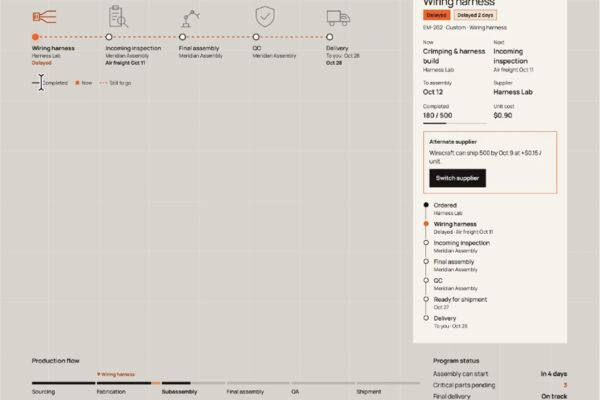 Wiring harness
Harness Lab
Delayed
Incoming inspection
Meridian Assembly
Air freight Oct 11
Final assembly
Meridian Assembly
QC
Meridian Assembly
Delivery
To you · Oct 28
Oct 28
Completed
Now
Still to go
Wiring harness
Delayed
Delayed 2 days
EM-202 · Custom · Wiring harness
Now
Crimping & harness
build
Harness Lab
Next
Incoming
inspection
Air freight Oct 11
To assembly
Oct 12
Supplier
Harness Lab
Completed
180 / 500
Unit cost
$0.90
Alternate supplier
Wirecraft can ship 500 by Oct 9 at +$0.15 /
unit.
Switch supplier
Ordered
Harness Lab
Wiring harness
Delayed · Air freight Oct 11
Incoming inspection
Meridian Assembly
Final assembly
Meridian Assembly
QC
Meridian Assembly
Ready for shipment
Oct 27
Delivery
To you · Oct 28
Production flow
▼ Wiring harness
Sourcing
Fabrication
Subassembly
Final assembly
QA
Shipment
Program status
Assembly can start
in 4 days
Critical parts pending
3
Final delivery
On track